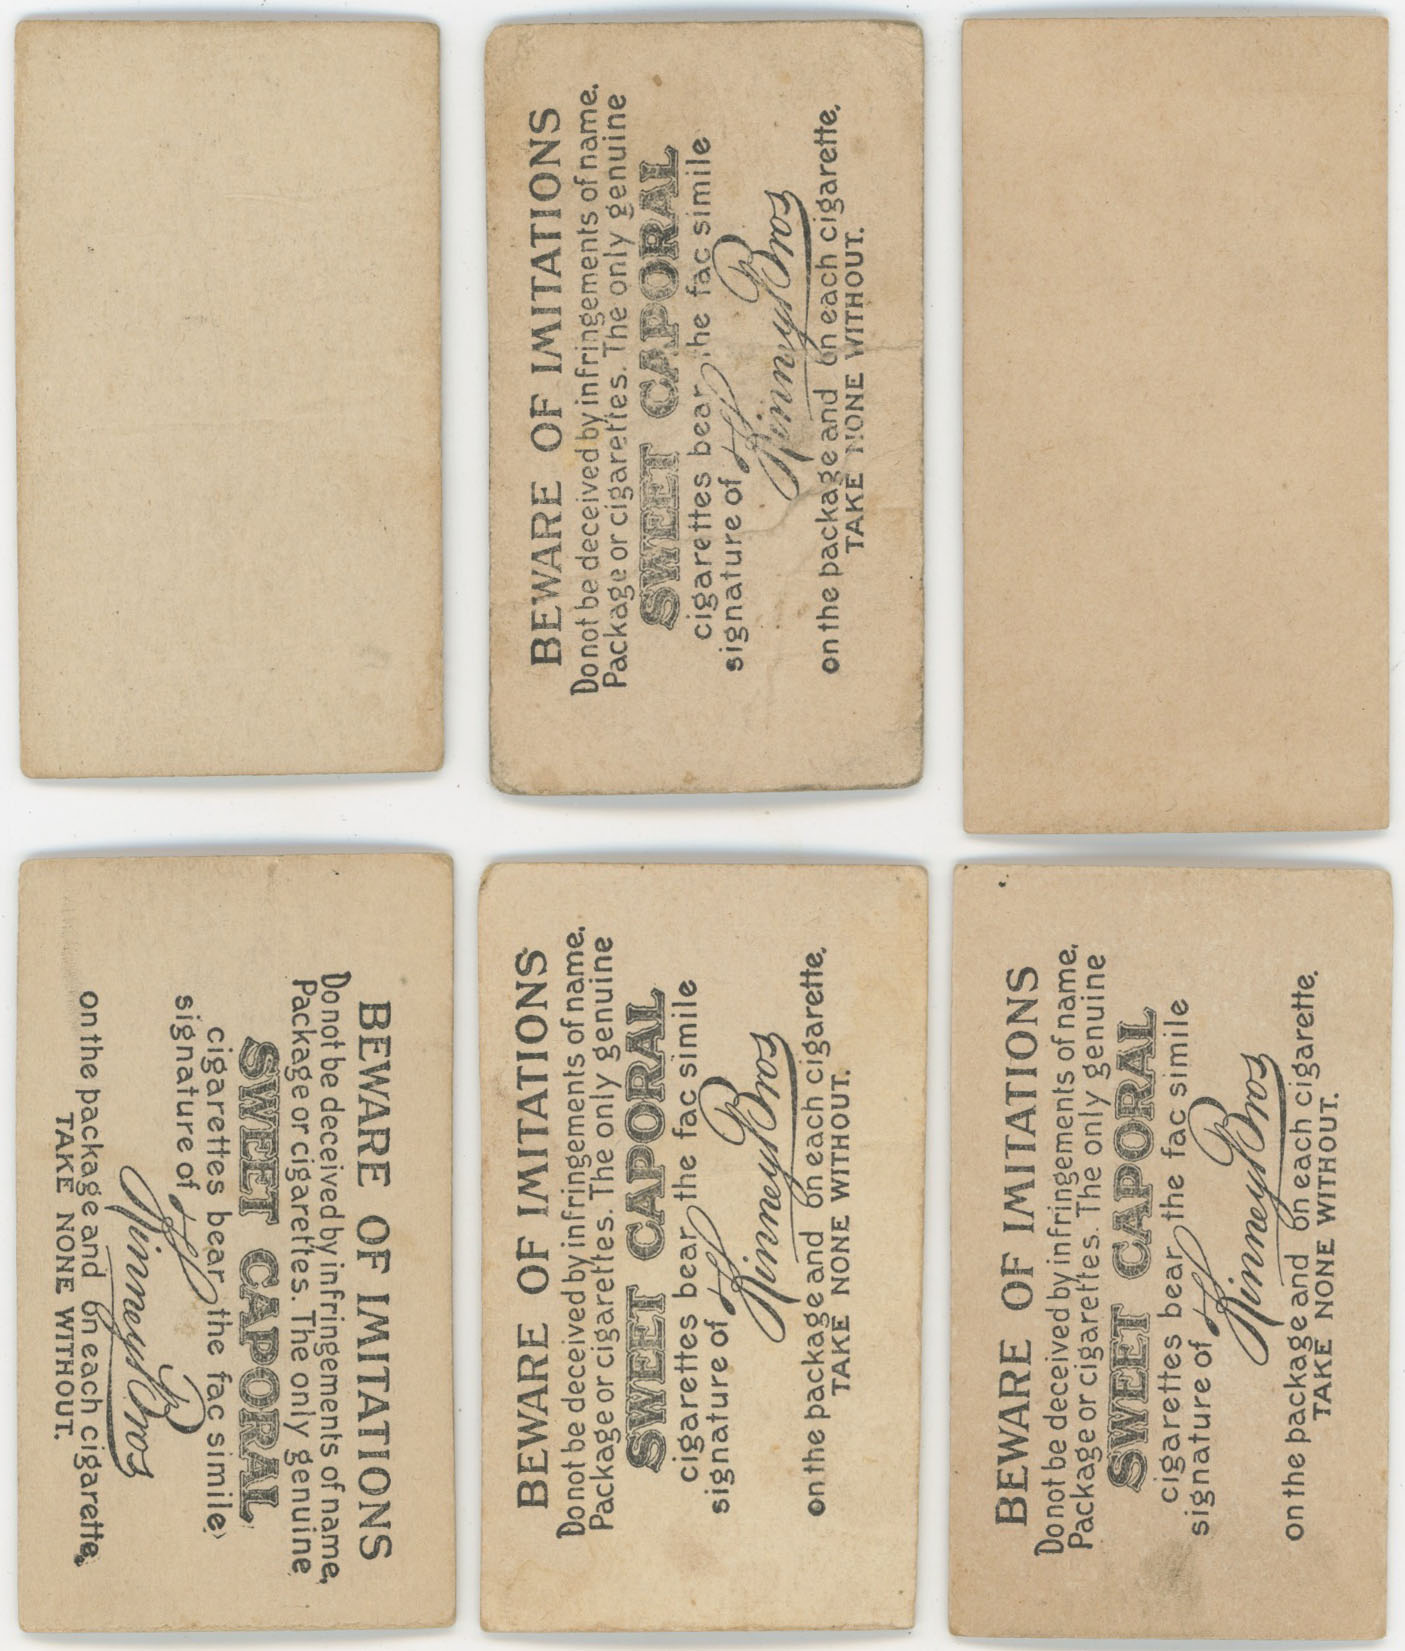 BEWARE OF IMITATIONS
Do not be deceived by infringements of name.
Package or cigarettes. The only genuine
SWEET CAPORAL
cigarettes bear the fac simile
signature of
Kinney Bros
on the package and on each cigarette.
TAKE NONE WITHOUT.
BEWARE OF IMITATIONS
Do not be deceived by infringements of name.
Package or cigarettes. The only genuine
SWEET CAPORAL
cigarettes bear the fac simile
signature of
Kinney Bros
on the package and on each cigarette.
TAKE NONE WITHOUT.
BEWARE OF IMITATIONS
Do not be deceived by infringements of name.
Package or cigarettes. The only genuine
SWEET CAPORAL
cigarettes bear the fac simile
signature of
Kinney Bros
on the package and on each cigarette.
TAKE NONE WITHOUT.
BEWARE OF IMITATIONS
Do not be deceived by infringements of name.
Package or cigarettes. The only genuine
SWEET CAPORAL
cigarettes bear the fac simile
signature of
Kinney Bros
on the package and on each cigarette.
TAKE NONE WITHOUT.